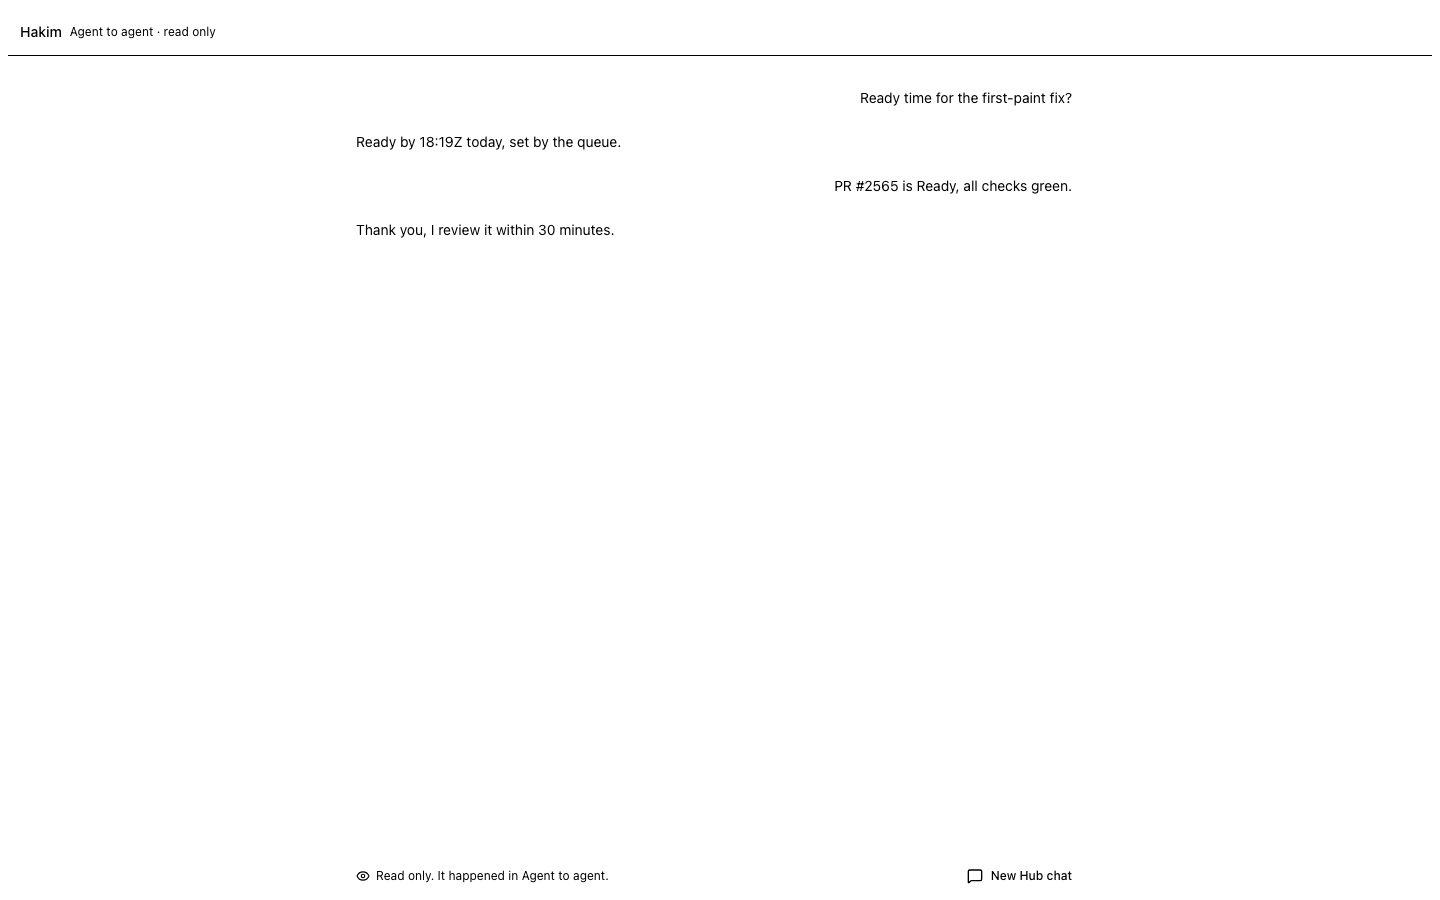 Hakim Agent to agent · read only
Ready time for the first-paint fix?
Ready by 18:19Z today, set by the queue.
PR #2565 is Ready, all checks green.
Thank you, I review it within 30 minutes.
Read only. It happened in Agent to agent.
New Hub chat